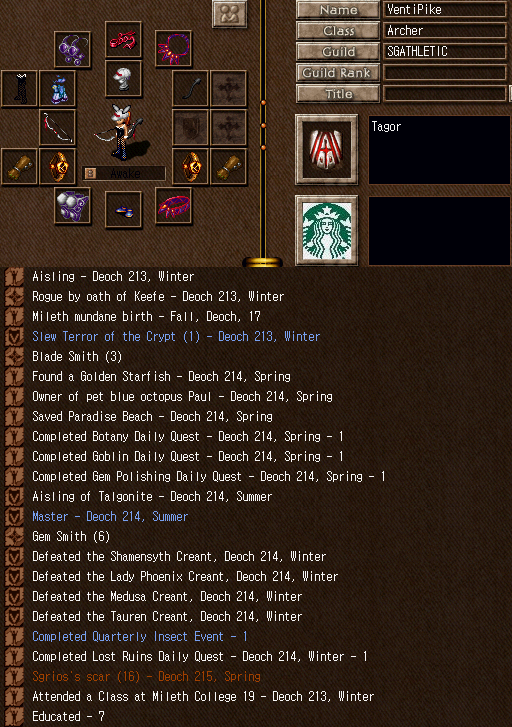 Name VentiPike
Class Archer
Guild SGATHLETIC
Guild Rank
Title
Tagor
Awake
Aisling - Deoch 213, Winter
Rogue by oath of Keefe - Deoch 213, Winter
Mileth mundane birth - Fall, Deoch, 17
Slew Terror of the Crypt (1) - Deoch 213, Winter
Blade Smith (3)
Found a Golden Starfish - Deoch 214, Spring
Owner of pet blue octopus Paul - Deoch 214, Spring
Saved Paradise Beach - Deoch 214, Spring
Completed Botany Daily Quest - Deoch 214, Spring - 1
Completed Goblin Daily Quest - Deoch 214, Spring - 1
Completed Gem Polishing Daily Quest - Deoch 214, Spring - 1
Aisling of Talgonite - Deoch 214, Summer
Master - Deoch 214, Summer
Gem Smith (6)
Defeated the Shamensyth Creant, Deoch 214, Winter
Defeated the Lady Phoenix Creant, Deoch 214, Winter
Defeated the Medusa Creant, Deoch 214, Winter
Defeated the Tauren Creant, Deoch 214, Winter
Completed Quarterly Insect Event - 1
Completed Lost Ruins Daily Quest - Deoch 214, Winter - 1
Sgrios's scar (16) - Deoch 215, Spring
Attended a Class at Mileth College 19 - Deoch 213, Winter
Educated - 7